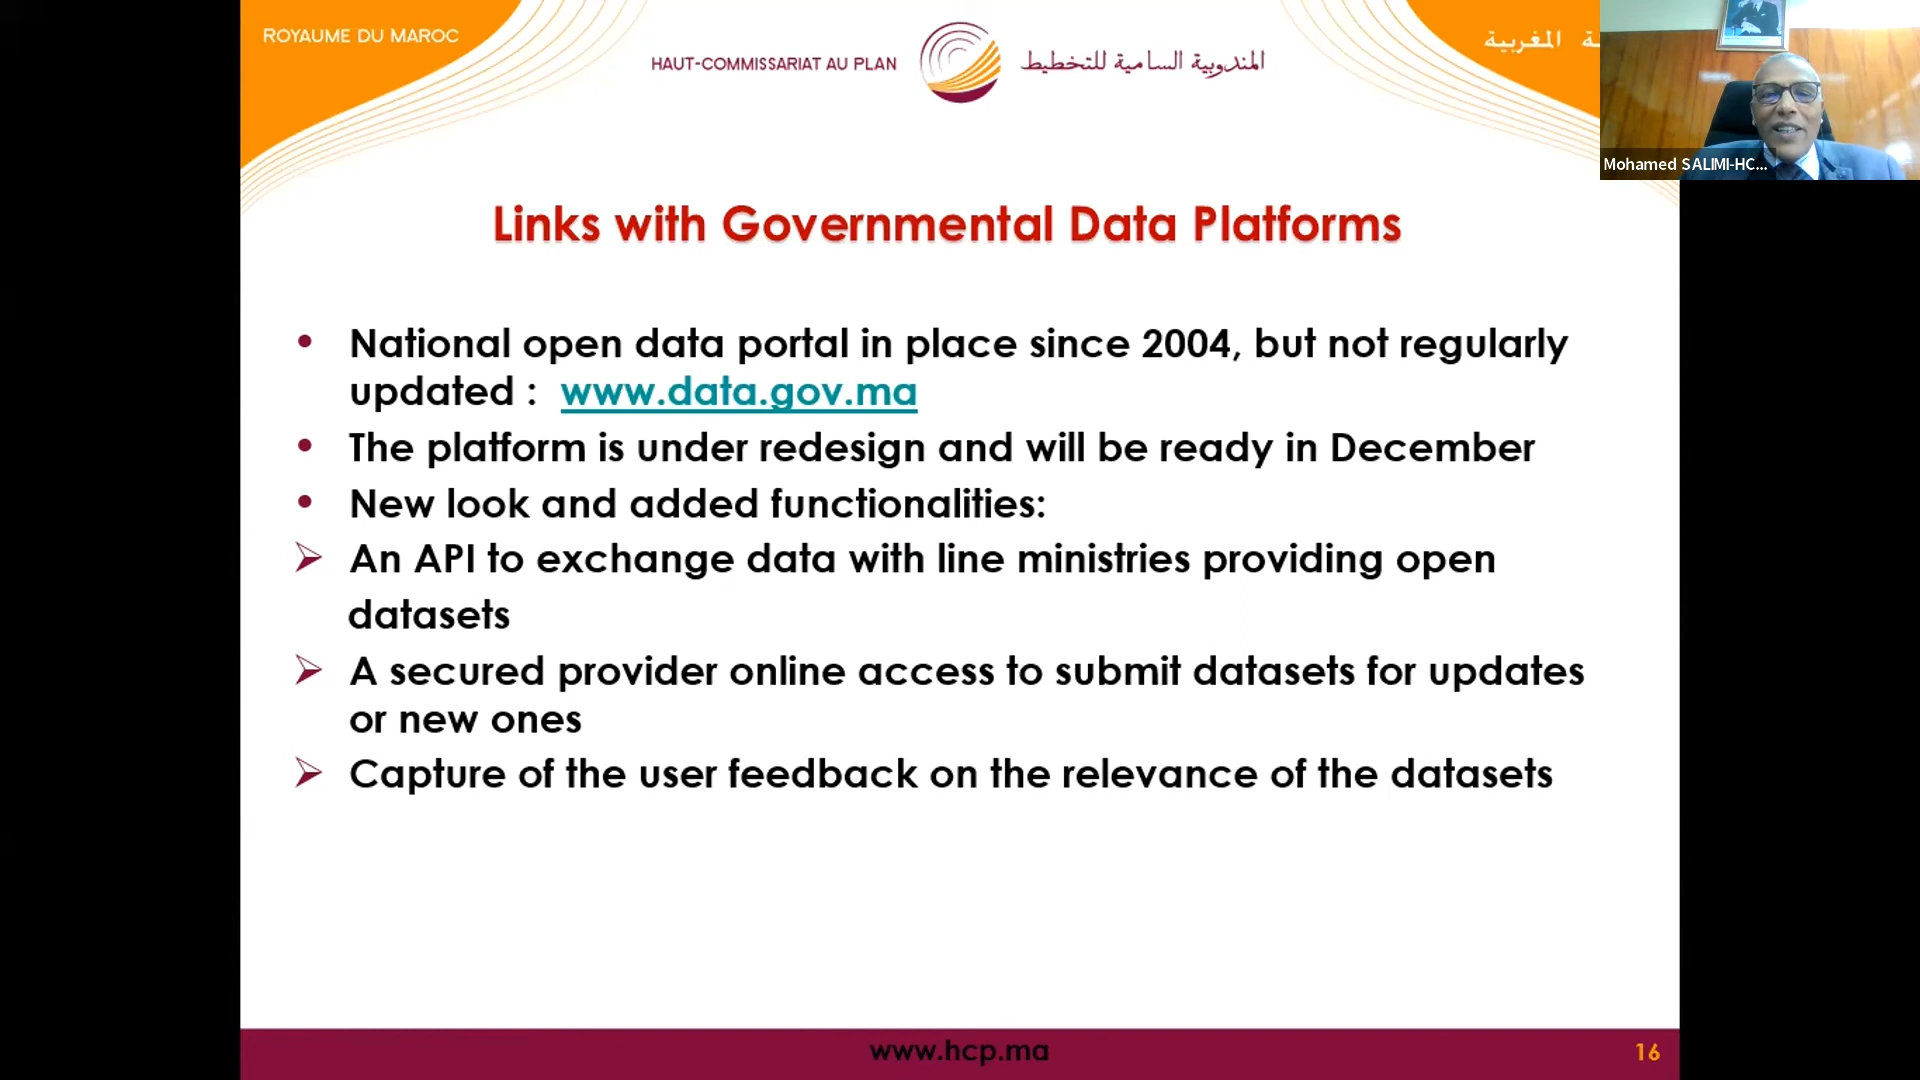 ROYAUME DU MAROC
HAUT-COMMISSARIAT AU PLAN
المندوبية السامية للتخطيط
المغربية
Mohamed SALIMI-HC...
Links with Governmental Data Platforms
• National open data portal in place since 2004, but not regularly
updated : www.data.gov.ma
• The platform is under redesign and will be ready in December
• New look and added functionalities:
➢ An API to exchange data with line ministries providing open
datasets
➢ A secured provider online access to submit datasets for updates
or new ones
➢ Capture of the user feedback on the relevance of the datasets
www.hcp.ma
16